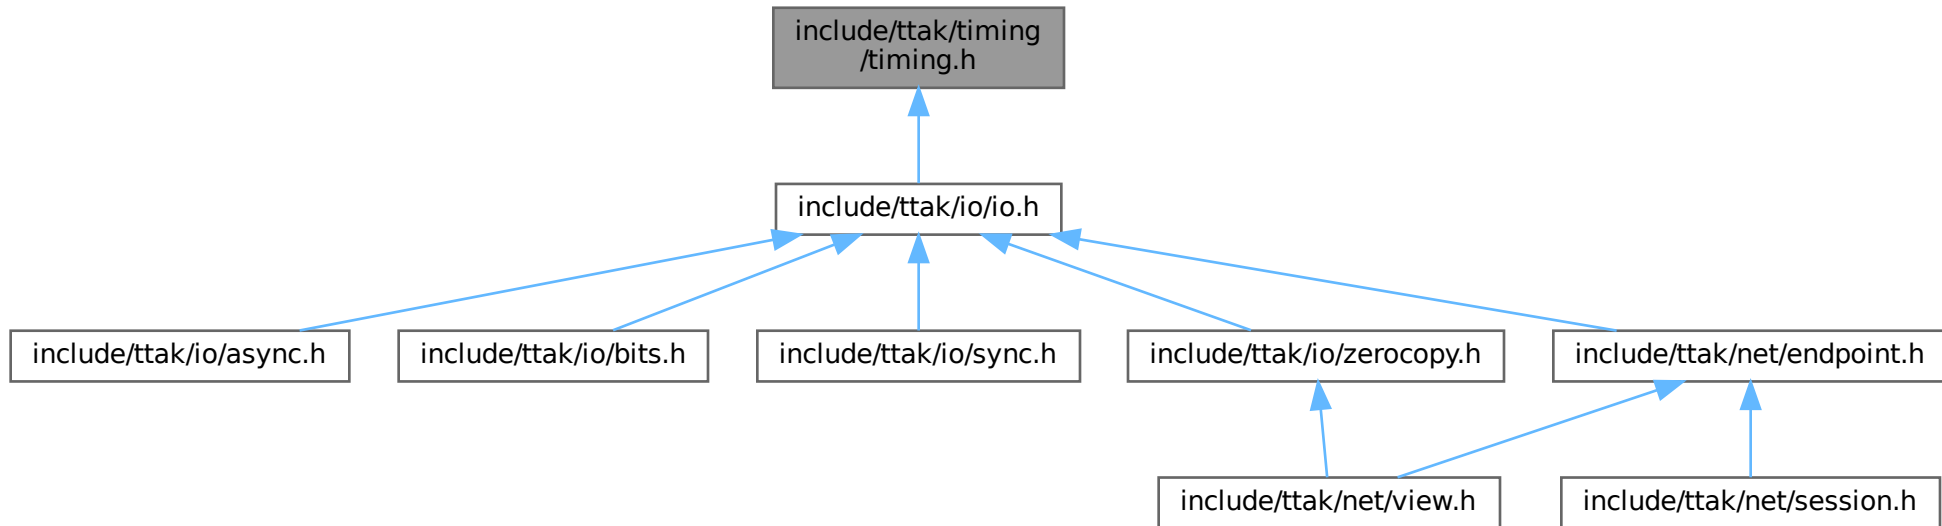 include/ttak/timing
/timing.h
include/ttak/io/io.h
include/ttak/io/async.h
include/ttak/io/bits.h
include/ttak/io/sync.h
include/ttak/io/zerocopy.h
include/ttak/net/endpoint.h
include/ttak/net/view.h
include/ttak/net/session.h